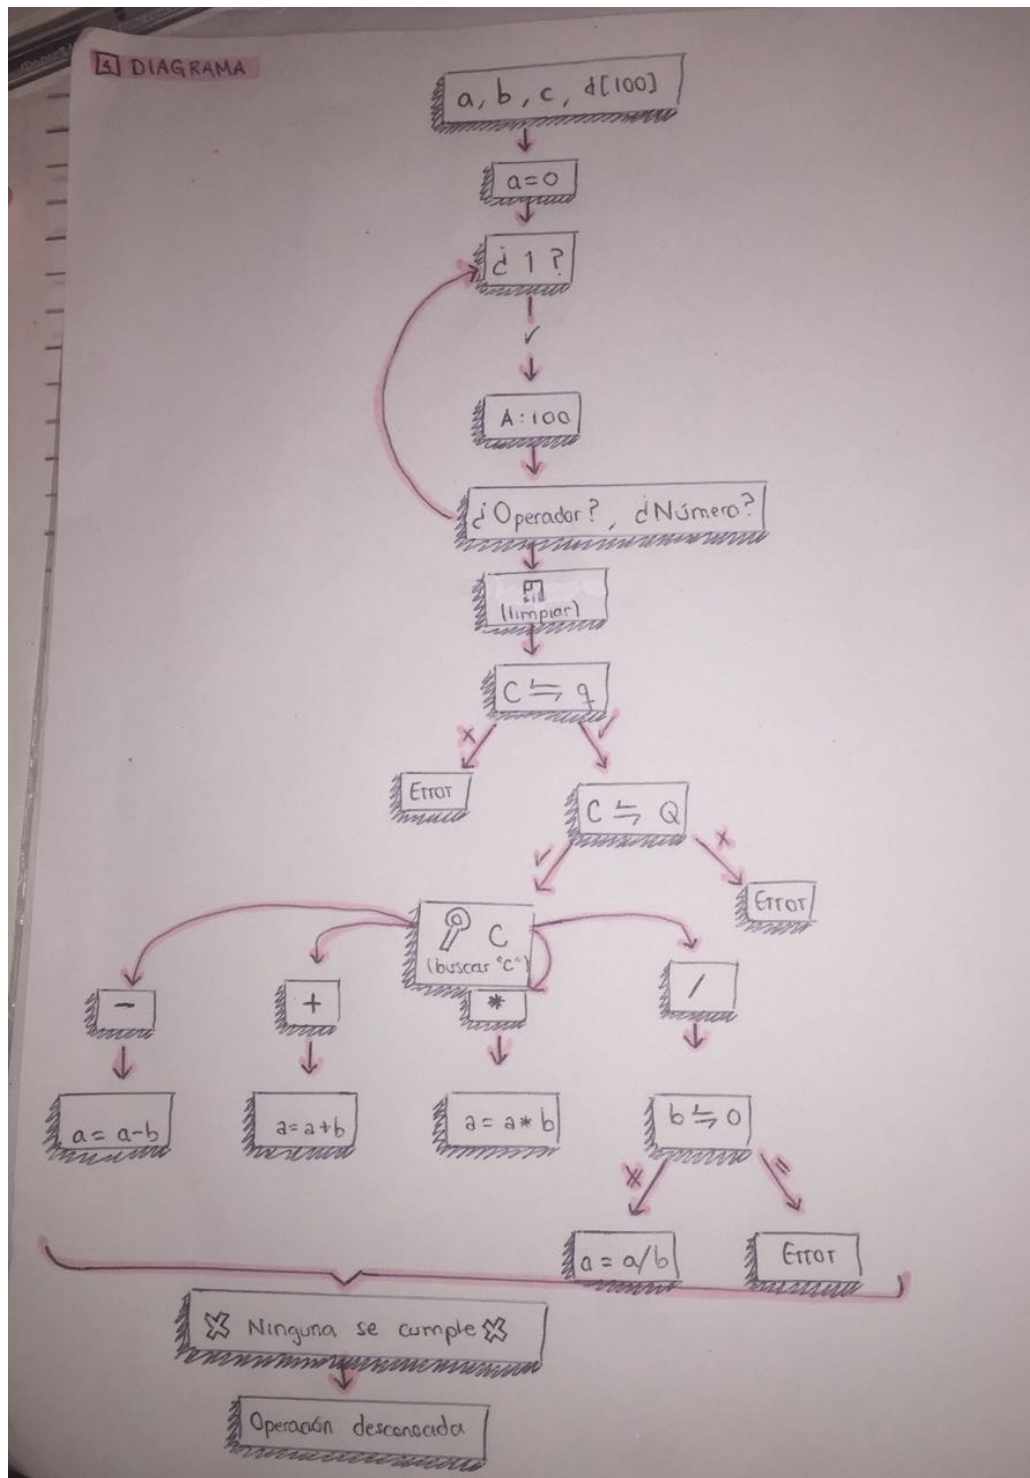 4 DIAGRAMA
a, b, c, d[100]
a=0
¿ 1 ?
A:100
¿Operador?, ¿Número?
(limpiar)
C ⇆ q
Error
C ⇆ Q
Error
C
(buscar "c")
-
+
*
/
a= a-b
a=a+b
a= a* b
b ⇆ 0
a= a/b
Error
Ninguna se cumple
Operación desconocida